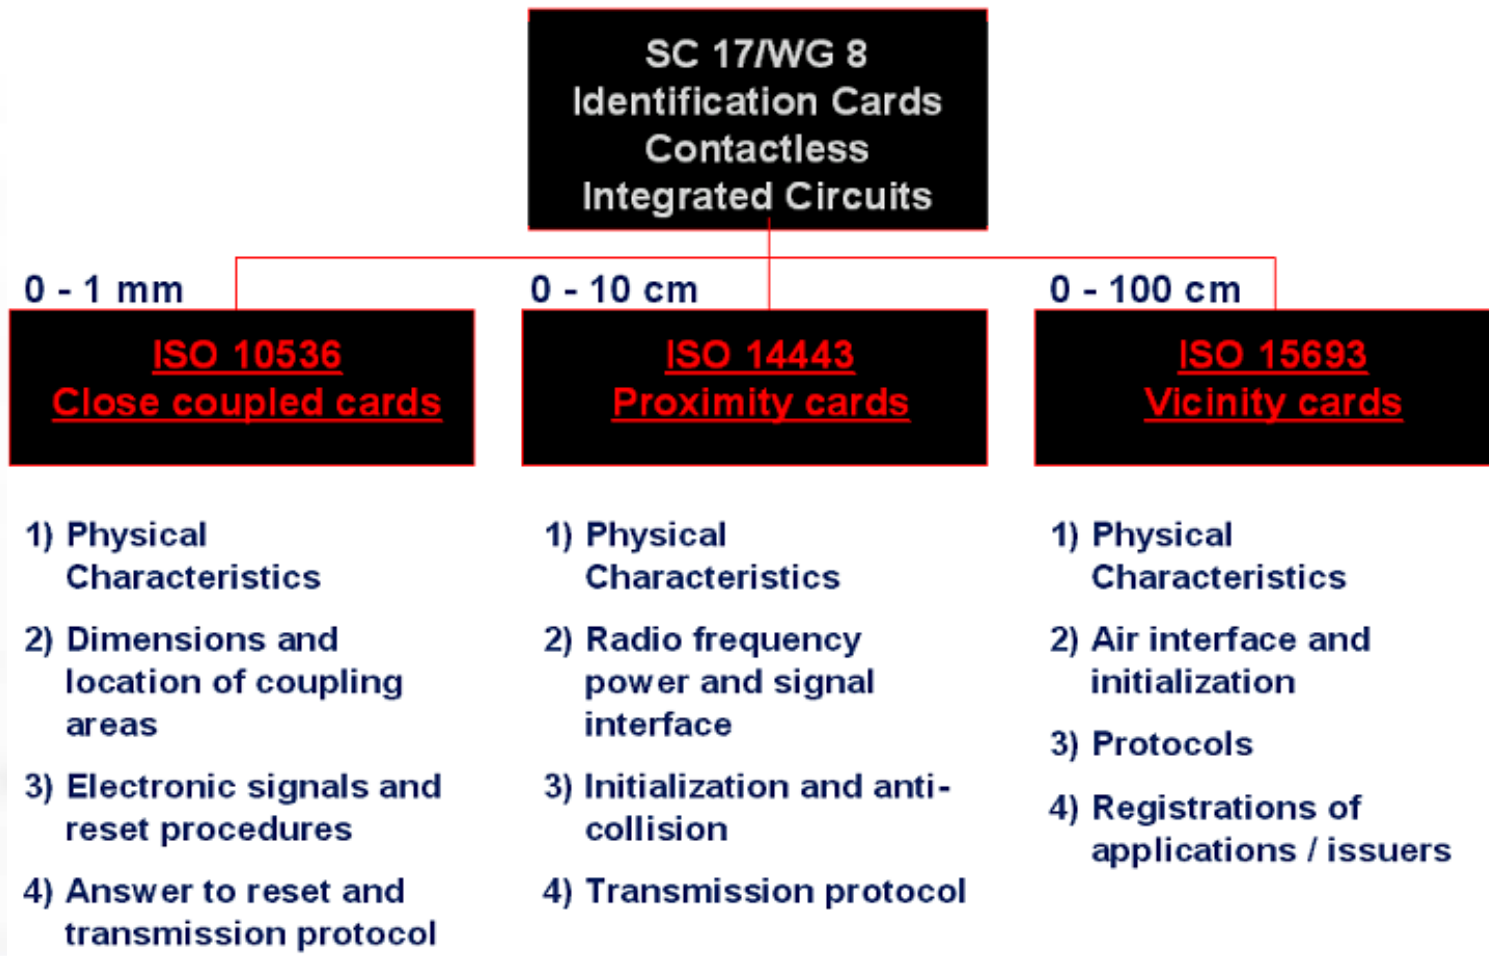 SC 17/WG 8
Identification Cards
Contactless
Integrated Circuits
0 - 1 mm
ISO 10536
Close coupled cards
1) Physical
Characteristics
2) Dimensions and
location of coupling
areas
3) Electronic signals and
reset procedures
4) Answer to reset and
transmission protocol
0 - 10 cm
ISO 14443
Proximity cards
1) Physical
Characteristics
2) Radio frequency
power and signal
interface
3) Initialization and anti-
collision
4) Transmission protocol
0 - 100 cm
ISO 15693
Vicinity cards
1) Physical
Characteristics
2) Air interface and
initialization
3) Protocols
4) Registrations of
applications / issuers